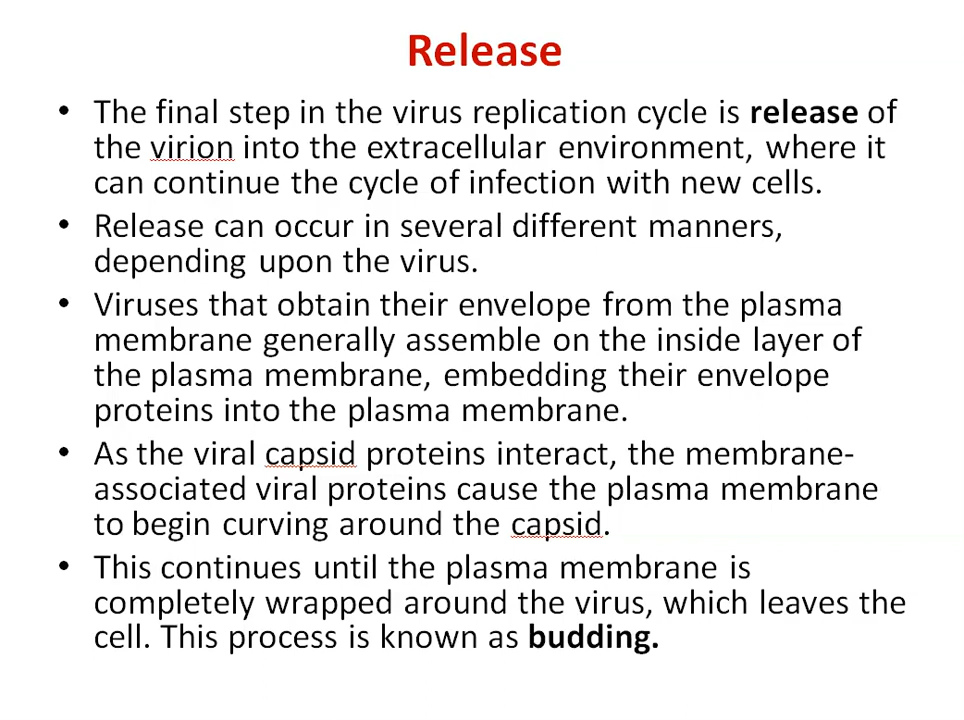 Release
• The final step in the virus replication cycle is release of
the virion into the extracellular environment, where it
can continue the cycle of infection with new cells.
• Release can occur in several different manners,
depending upon the virus.
• Viruses that obtain their envelope from the plasma
membrane generally assemble on the inside layer of
the plasma membrane, embedding their envelope
proteins into the plasma membrane.
• As the viral capsid proteins interact, the membrane-
associated viral proteins cause the plasma membrane
to begin curving around the capsid.
• This continues until the plasma membrane is
completely wrapped around the virus, which leaves the
cell. This process is known as budding.